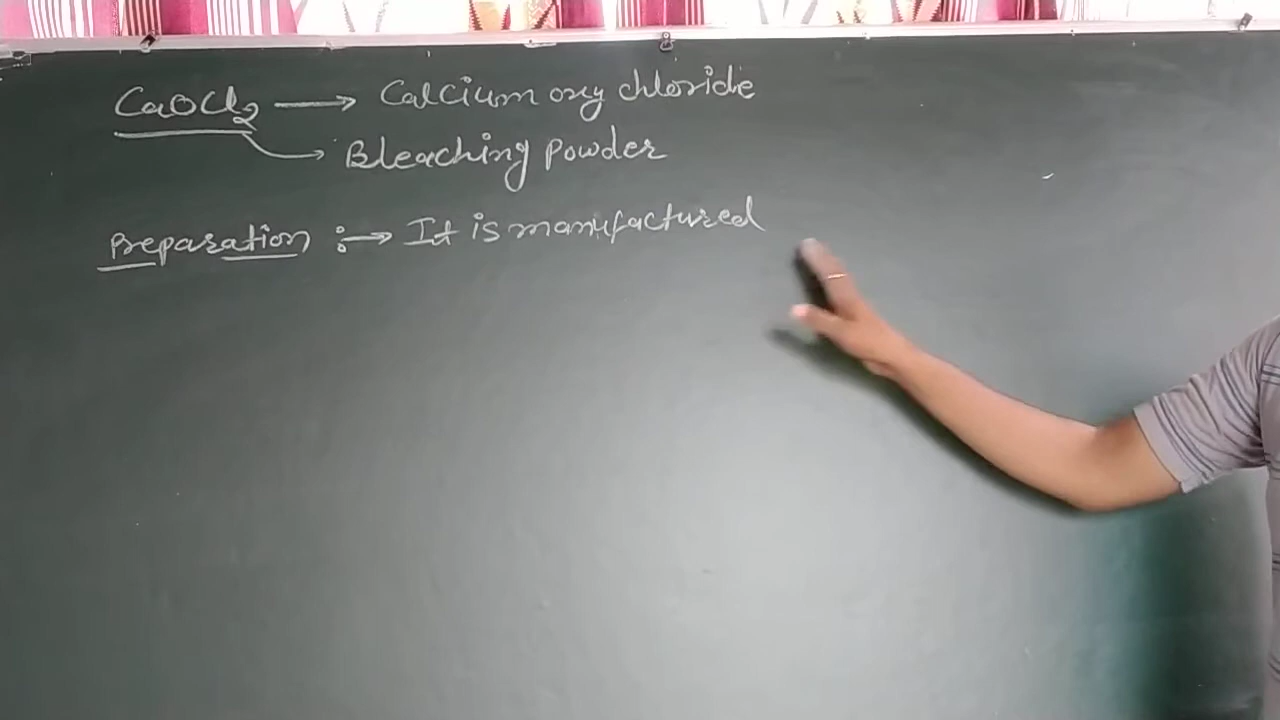 CaOCl₂ → Calcium oxy chloride
→ Bleaching Powder
Preparation :→ It is manufactured